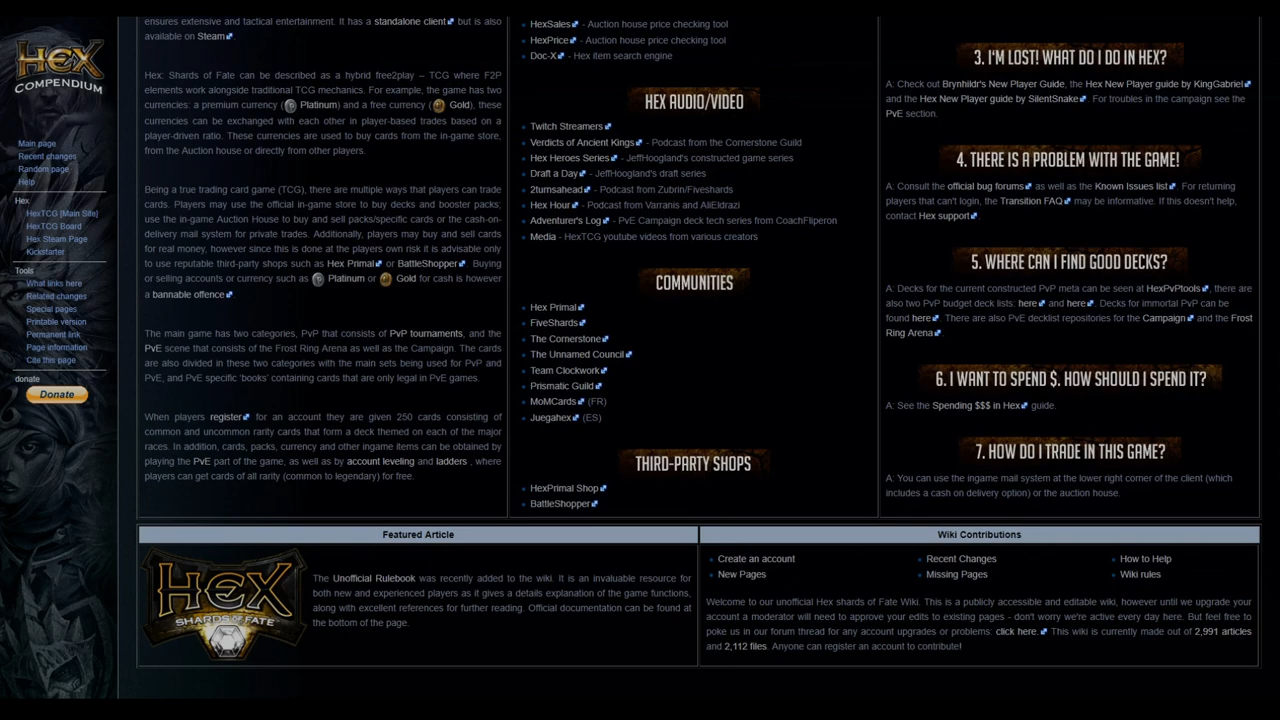 HEX
COMPENDIUM
Main page
Recent changes
Random page
Help
Hex
HexTCG [Main Site]
HexTCG Board
Hex Steam Page
Kickstarter
Tools
What links here
Related changes
Special pages
Printable version
Permanent link
Page information
Cite this page
donate
Donate
ensures extensive and tactical entertainment. It has a standalone client but is also
available on Steam.
Hex: Shards of Fate can be described as a hybrid free2play – TCG where F2P
elements work alongside traditional TCG mechanics. For example, the game has two
currencies: a premium currency ( Platinum) and a free currency ( Gold), these
currencies can be exchanged with each other in player-based trades based on a
player-driven ratio. These currencies are used to buy cards from the in-game store,
from the Auction house or directly from other players.
Being a true trading card game (TCG), there are multiple ways that players can trade
cards. Players may use the official in-game store to buy decks and booster packs;
use the in-game Auction House to buy and sell packs/specific cards or the cash-on-
delivery mail system for private trades. Additionally, players may buy and sell cards
for real money, however since this is done at the players own risk it is advisable only
to use reputable third-party shops such as Hex Primal or BattleShopper. Buying
or selling accounts or currency such as Platinum or Gold for cash is however
a bannable offence.
The main game has two categories, PvP that consists of PvP tournaments, and the
PvE scene that consists of the Frost Ring Arena as well as the Campaign. The cards
are also divided in these two categories with the main sets being used for PvP and
PvE, and PvE specific 'books' containing cards that are only legal in PvE games.
When players register for an account they are given 250 cards consisting of
common and uncommon rarity cards that form a deck themed on each of the major
races. In addition, cards, packs, currency and other ingame items can be obtained by
playing the PvE part of the game, as well as by account leveling and ladders , where
players can get cards of all rarity (common to legendary) for free.
HexSales - Auction house price checking tool
HexPrice - Auction house price checking tool
Doc-X - Hex item search engine
HEX AUDIO/VIDEO
Twitch Streamers
Verdicts of Ancient Kings - Podcast from the Cornerstone Guild
Hex Heroes Series - JeffHoogland's constructed game series
Draft a Day - JeffHoogland's draft series
2turnsahead - Podcast from Zubrin/Fiveshards
Hex Hour - Podcast from Varranis and AliEldrazi
Adventurer's Log - PvE Campaign deck tech series from CoachFliperon
Media - HexTCG youtube videos from various creators
COMMUNITIES
Hex Primal
FiveShards
The Cornerstone
The Unnamed Council
Team Clockwork
Prismatic Guild
MoMCards (FR)
Juegahex (ES)
THIRD-PARTY SHOPS
HexPrimal Shop
BattleShopper
3. I'M LOST! WHAT DO I DO IN HEX?
A: Check out Brynhildr's New Player Guide, the Hex New Player guide by KingGabriel
and the Hex New Player guide by SilentSnake. For troubles in the campaign see the
PvE section.
4. THERE IS A PROBLEM WITH THE GAME!
A: Consult the official bug forums as well as the Known Issues list. For returning
players that can't login, the Transition FAQ may be informative. If this doesn't help,
contact Hex support.
5. WHERE CAN I FIND GOOD DECKS?
A: Decks for the current constructed PvP meta can be seen at HexPvPtools, there are
also two PvP budget deck lists: here and here. Decks for immortal PvP can be
found here. There are also PvE decklist repositories for the Campaign and the Frost
Ring Arena.
6. I WANT TO SPEND $. HOW SHOULD I SPEND IT?
A: See the Spending $$$ in Hex guide.
7. HOW DO I TRADE IN THIS GAME?
A: You can use the ingame mail system at the lower right corner of the client (which
includes a cash on delivery option) or the auction house.
Featured Article
HEX
SHARDS OF FATE
The Unofficial Rulebook was recently added to the wiki. It is an invaluable resource for
both new and experienced players as it gives a details explanation of the game functions,
along with excellent references for further reading. Official documentation can be found at
the bottom of the page.
Wiki Contributions
Create an account
Recent Changes
How to Help
New Pages
Missing Pages
Wiki rules
Welcome to our unofficial Hex shards of Fate Wiki. This is a publicly accessible and editable wiki, however until we upgrade your
account a moderator will need to approve your edits to existing pages - don't worry we're active every day here. But feel free to
poke us in our forum thread for any account upgrades or problems: click here. This wiki is currently made out of 2,991 articles
and 2,112 files. Anyone can register an account to contribute!